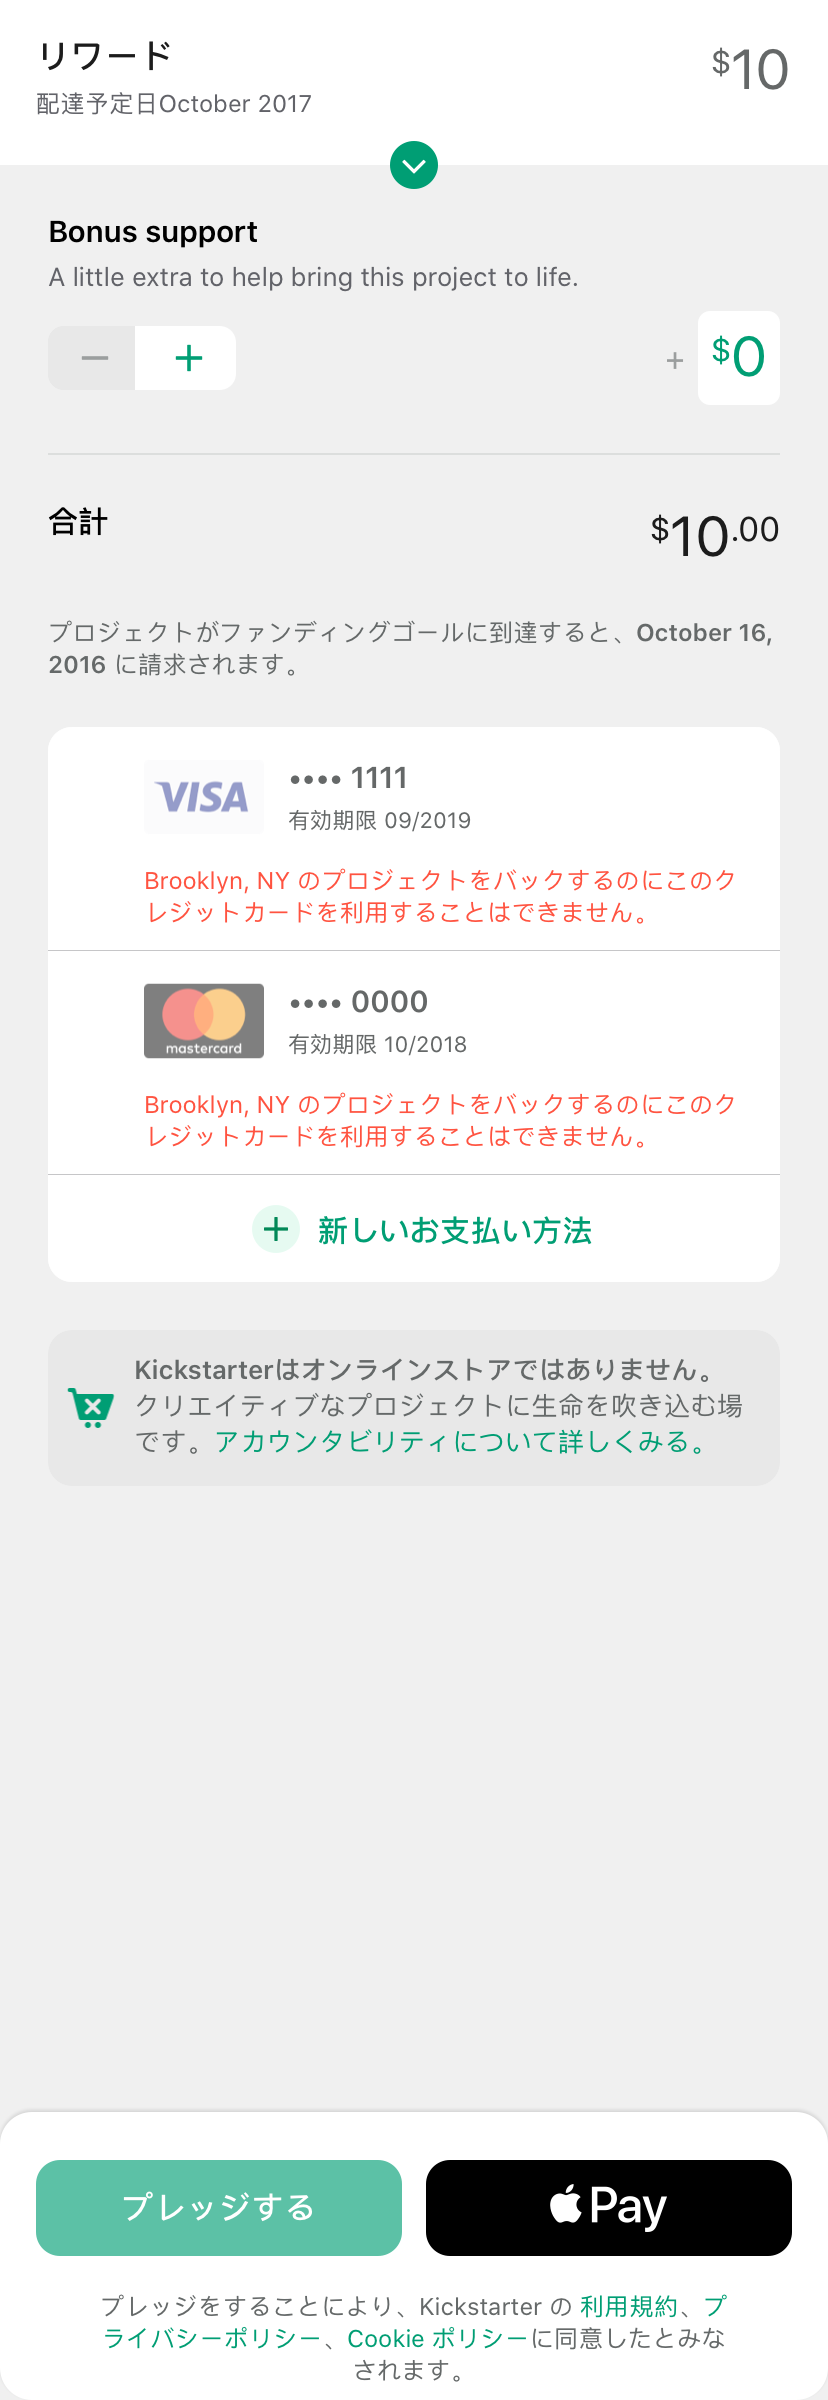 リワード
$10
配達予定日October 2017
Bonus support
A little extra to help bring this project to life.
− +
+ $0
合計
$10.00
プロジェクトがファンディングゴールに到達すると、October 16,
2016 に請求されます。
VISA
•••• 1111
有効期限 09/2019
Brooklyn, NY のプロジェクトをバックするのにこのク
レジットカードを利用することはできません。
•••• 0000
mastercard
有効期限 10/2018
Brooklyn, NY のプロジェクトをバックするのにこのク
レジットカードを利用することはできません。
+ 新しいお支払い方法
Kickstarterはオンラインストアではありません。
クリエイティブなプロジェクトに生命を吹き込む場
です。アカウンタビリティについて詳しくみる。
プレッジする
Pay
プレッジをすることにより、Kickstarter の 利用規約、プ
ライバシーポリシー、Cookie ポリシーに同意したとみな
されます。